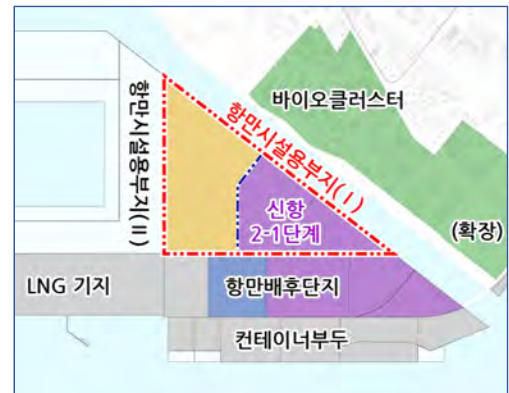 바이오클러스터
항만시설용부지(Ⅰ)
항만시설용부지(Ⅱ)
신항
2-1단계
(확장)
LNG 기지
항만배후단지
컨테이너부두